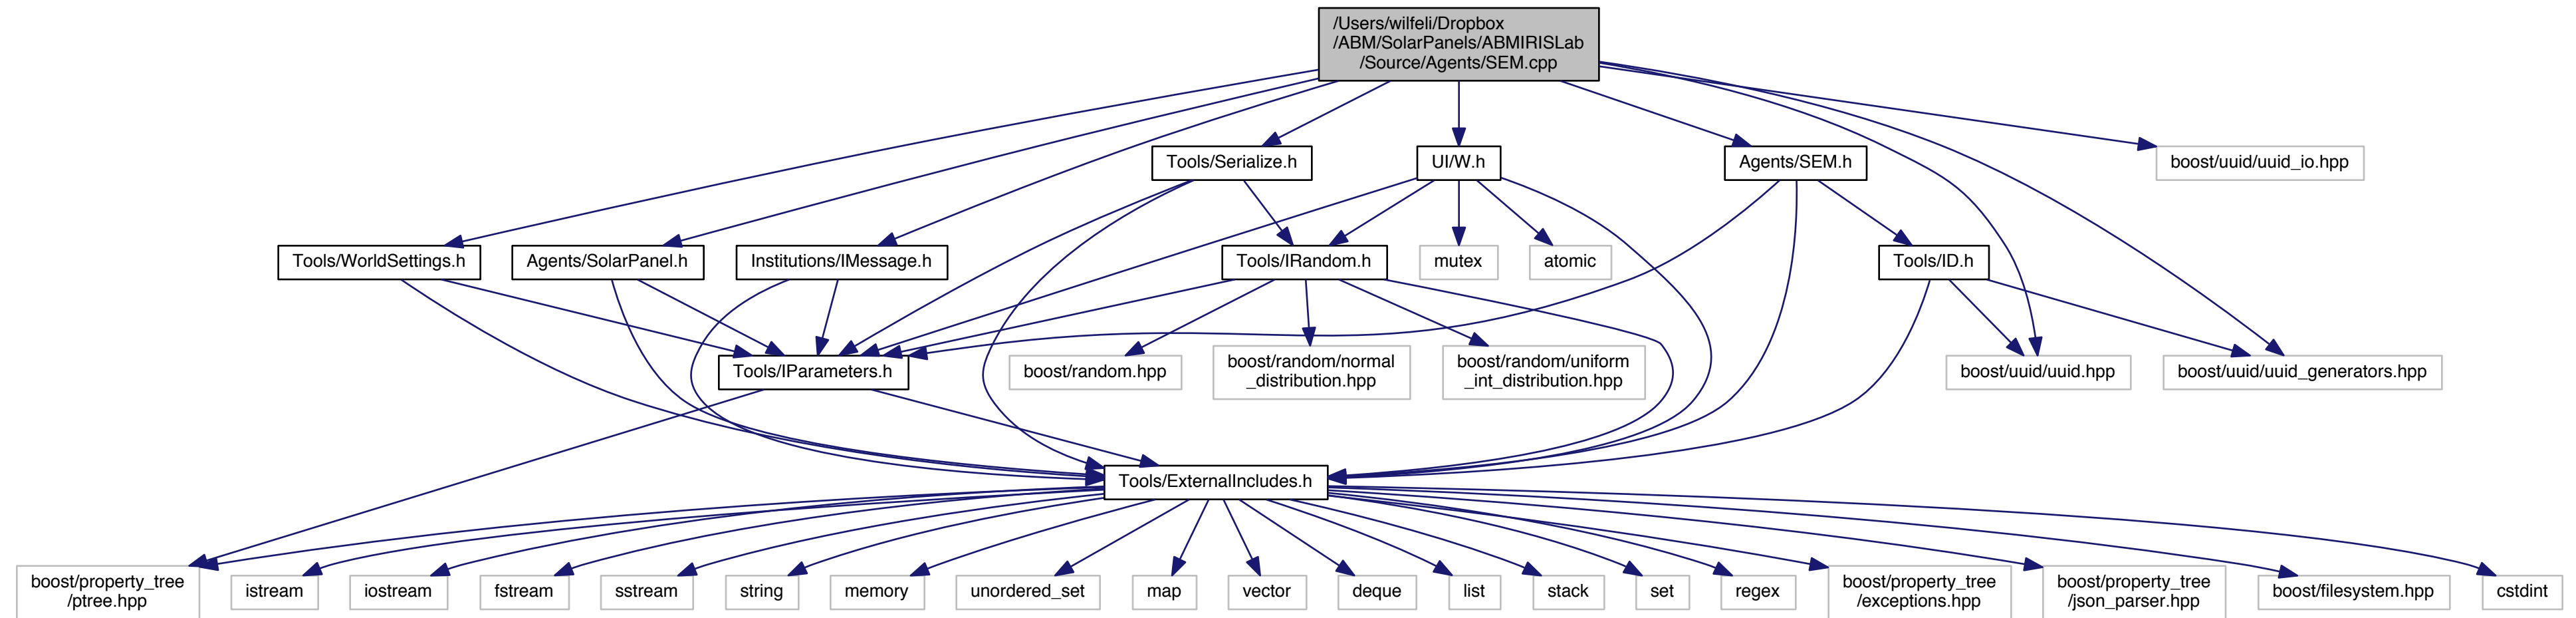 /Users/wilfeli/Dropbox
/ABM/SolarPanels/ABMIRISLab
/Source/Agents/SEM.cpp
Tools/Serialize.h
UI/W.h
Agents/SEM.h
boost/uuid/uuid_io.hpp
Tools/WorldSettings.h
Agents/SolarPanel.h
Institutions/IMessage.h
Tools/IRandom.h
mutex
atomic
Tools/ID.h
Tools/IParameters.h
boost/random.hpp
boost/random/normal
_distribution.hpp
boost/random/uniform
_int_distribution.hpp
boost/uuid/uuid.hpp
boost/uuid/uuid_generators.hpp
Tools/ExternalIncludes.h
boost/property_tree
/ptree.hpp
istream
iostream
fstream
sstream
string
memory
unordered_set
map
vector
deque
list
stack
set
regex
boost/property_tree
/exceptions.hpp
boost/property_tree
/json_parser.hpp
boost/filesystem.hpp
cstdint